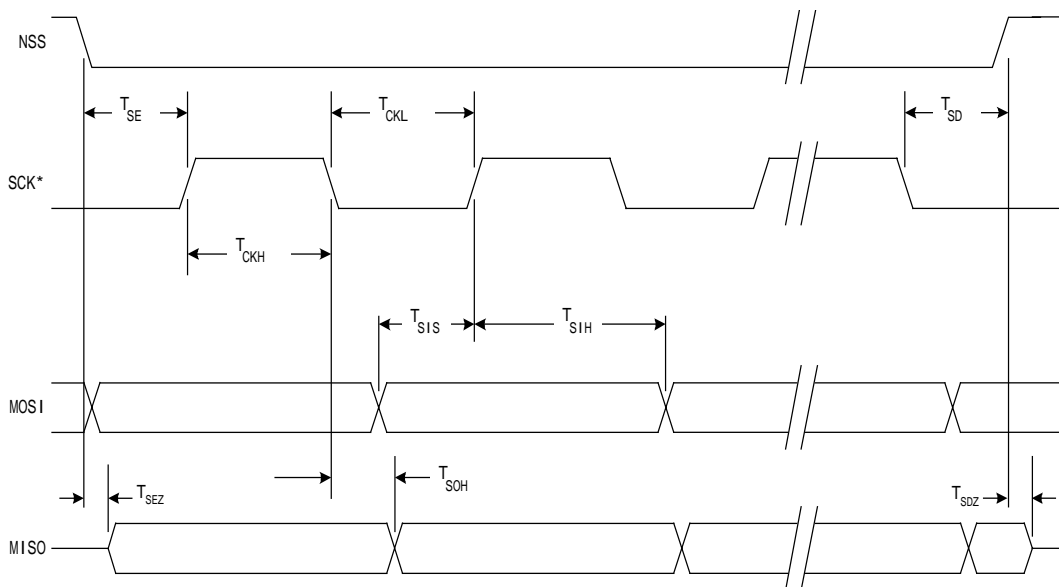 NSS
T_SE
T_CKL
T_SD
SCK*
T_CKH
T_SIS
T_SIH
MOSI
T_SOH
T_SEZ
T_SDZ
MISO